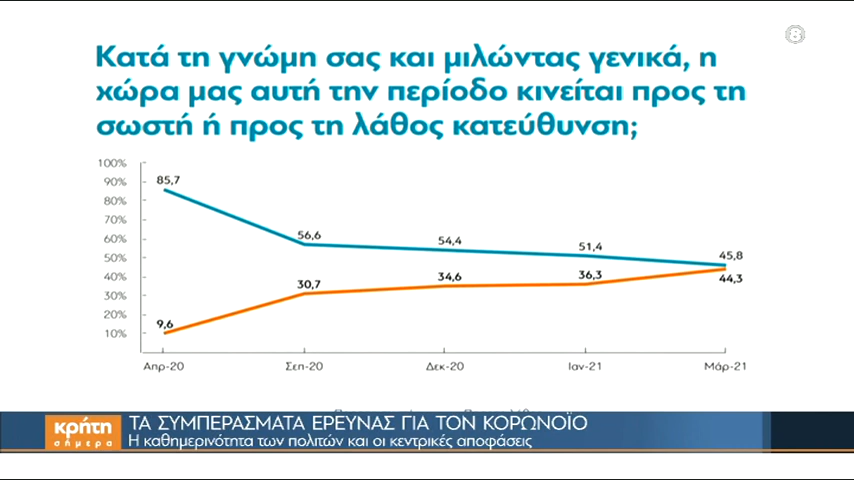 8
Κατά τη γνώμη σας και μιλώντας γενικά, η
χώρα μας αυτή την περίοδο κινείται προς τη
σωστή ή προς τη λάθος κατεύθυνση;
100%
90%
80%
70%
60%
50%
40%
30%
20%
10%
85,7
56,6
54,4
51,4
45,8
9,6
30,7
34,6
36,3
44,3
Απρ-20
Σεπ-20
Δεκ-20
Ιαν-21
Μάρ-21
κρήτη
σήμερα
ΤΑ ΣΥΜΠΕΡΑΣΜΑΤΑ ΕΡΕΥΝΑΣ ΓΙΑ ΤΟΝ ΚΟΡΩΝΟΪΟ
Η καθημερινότητα των πολιτών και οι κεντρικές αποφάσεις